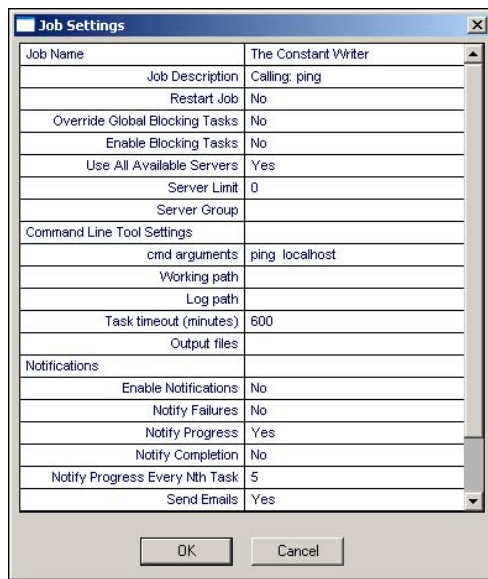 Job Settings
Job Name The Constant Writer
Job Description Calling: ping
Restart Job No
Override Global Blocking Tasks No
Enable Blocking Tasks No
Use All Available Servers Yes
Server Limit 0
Server Group
Command Line Tool Settings
cmd arguments ping localhost
Working path
Log path
Task timeout (minutes) 600
Output files
Notifications
Enable Notifications No
Notify Failures No
Notify Progress Yes
Notify Completion No
Notify Progress Every Nth Task 5
Send Emails Yes
OK Cancel